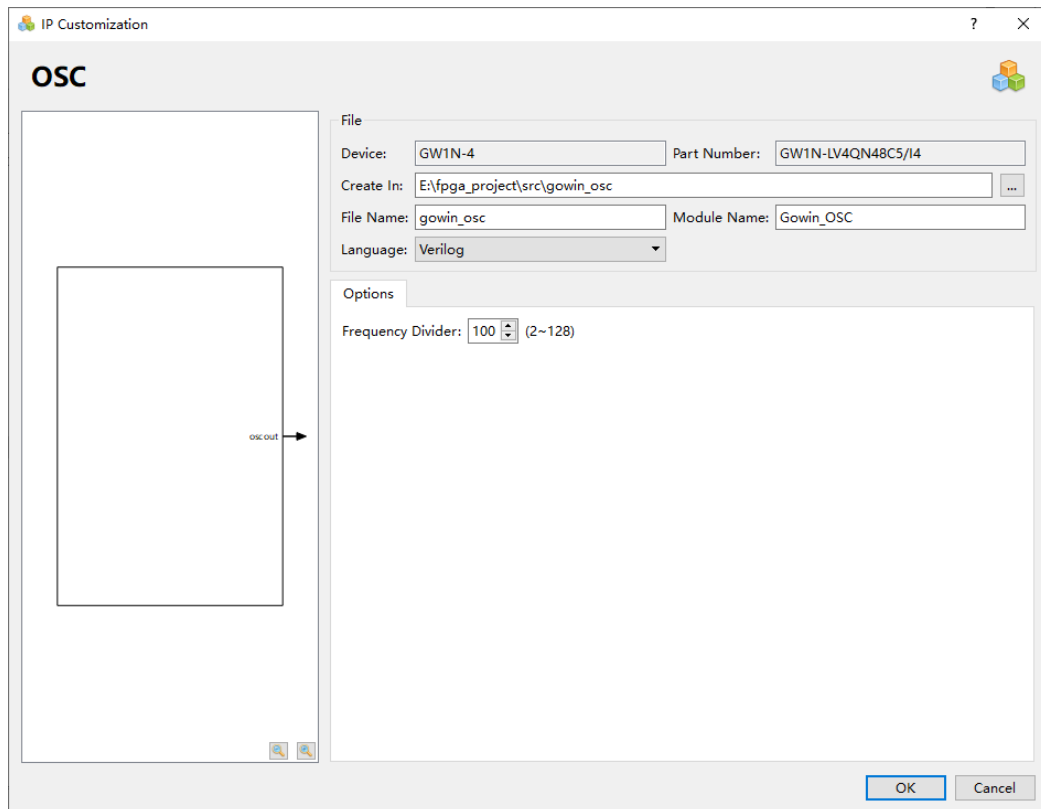 IP Customization
?
OSC
File
Device: GW1N-4 Part Number: GW1N-LV4QN48C5/I4
Create In: E:\fpga_project\src\gowin_osc ...
File Name: gowin_osc Module Name: Gowin_OSC
Language: Verilog
Options
Frequency Divider: 100 (2~128)
oscout
OK Cancel